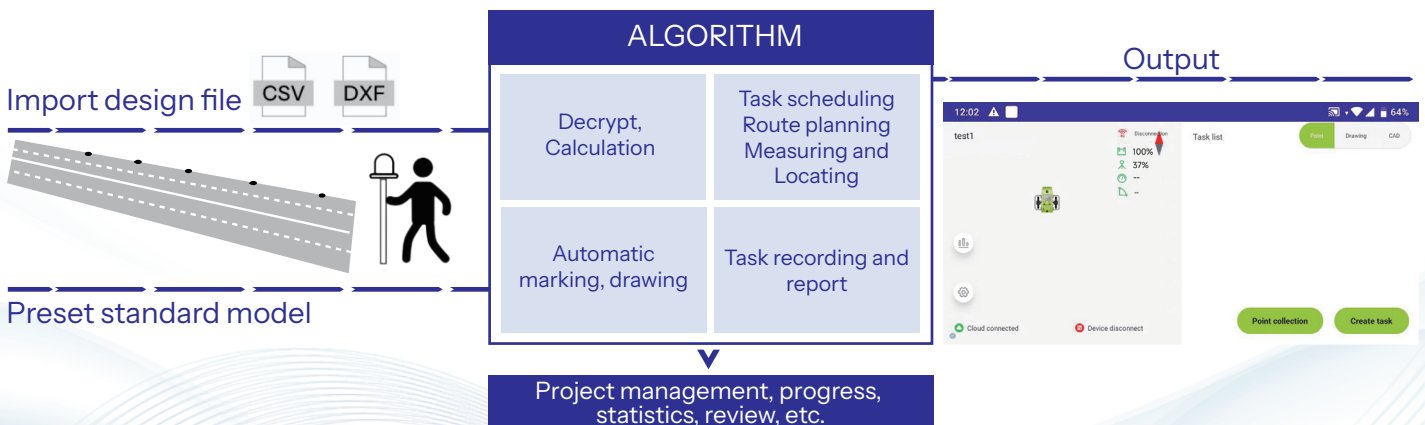 Import design file
CSV
DXF
Preset standard model
ALGORITHM
Decrypt,
Calculation
Task scheduling
Route planning
Measuring and
Locating
Automatic
marking, drawing
Task recording and
report
Project management, progress,
statistics, review, etc.
Output
12:02
64%
test1
Disconnection
100%
37%
--
--
Cloud connected
Device disconnect
Task list
Drawing
CAD
Point collection
Create task